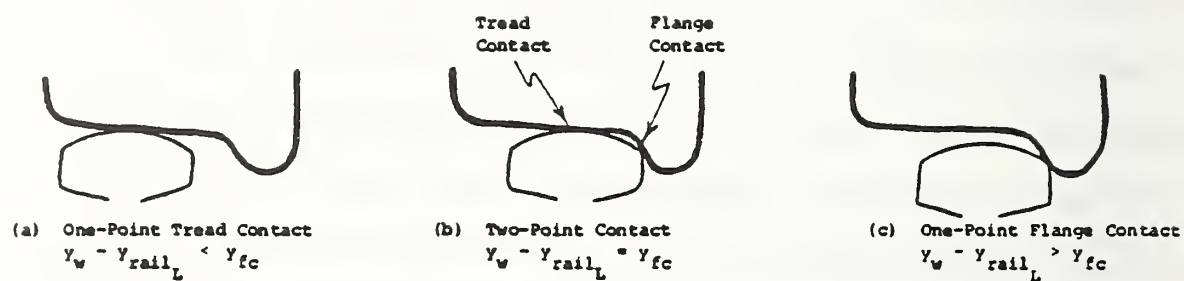 Tread
Contact
Flange
Contact
(a) One-Point Tread Contact
y_w - y_rail_L < y_fc
(b) Two-Point Contact
y_w - y_rail_L = y_fc
(c) One-Point Flange Contact
y_w - y_rail_L > y_fc